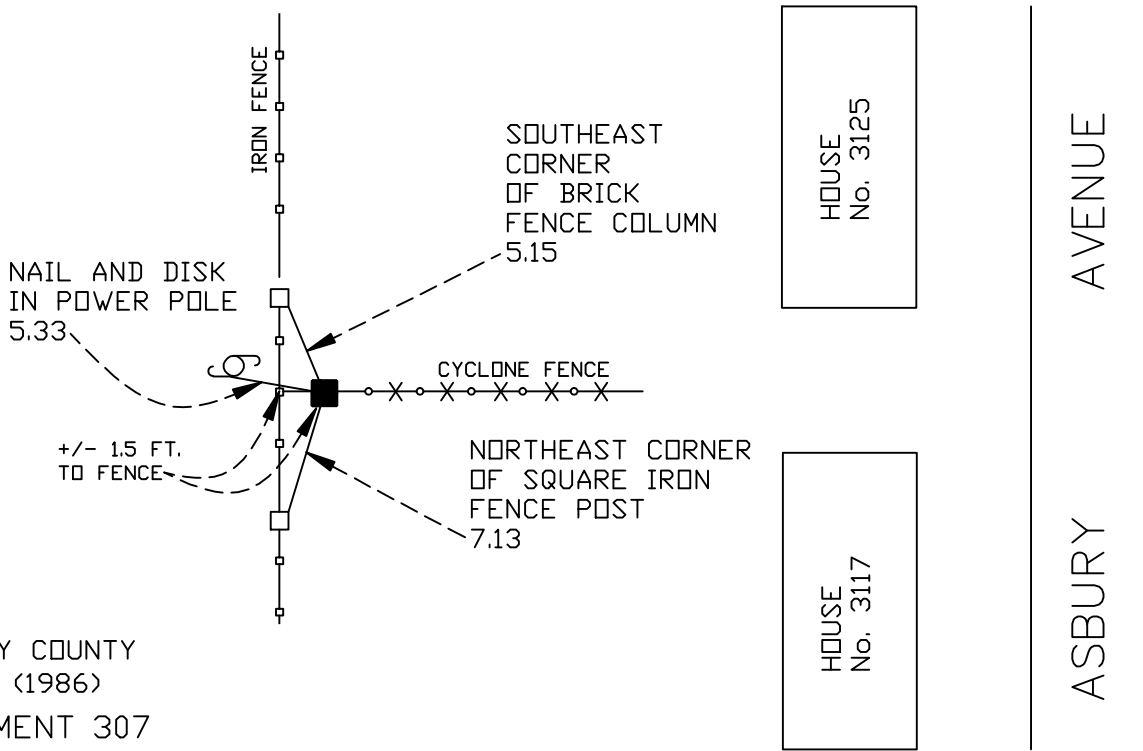 IRON FENCE
SOUTHEAST
CORNER
OF BRICK
FENCE COLUMN
5.15
HOUSE
No. 3125
AVENUE
NAIL AND DISK
IN POWER POLE
5.33
CYCLONE FENCE
+/- 1.5 FT.
TO FENCE
NORTHEAST CORNER
OF SQUARE IRON
FENCE POST
7.13
HOUSE
No. 3117
ASBURY
Y COUNTY
(1986)
MENT 307